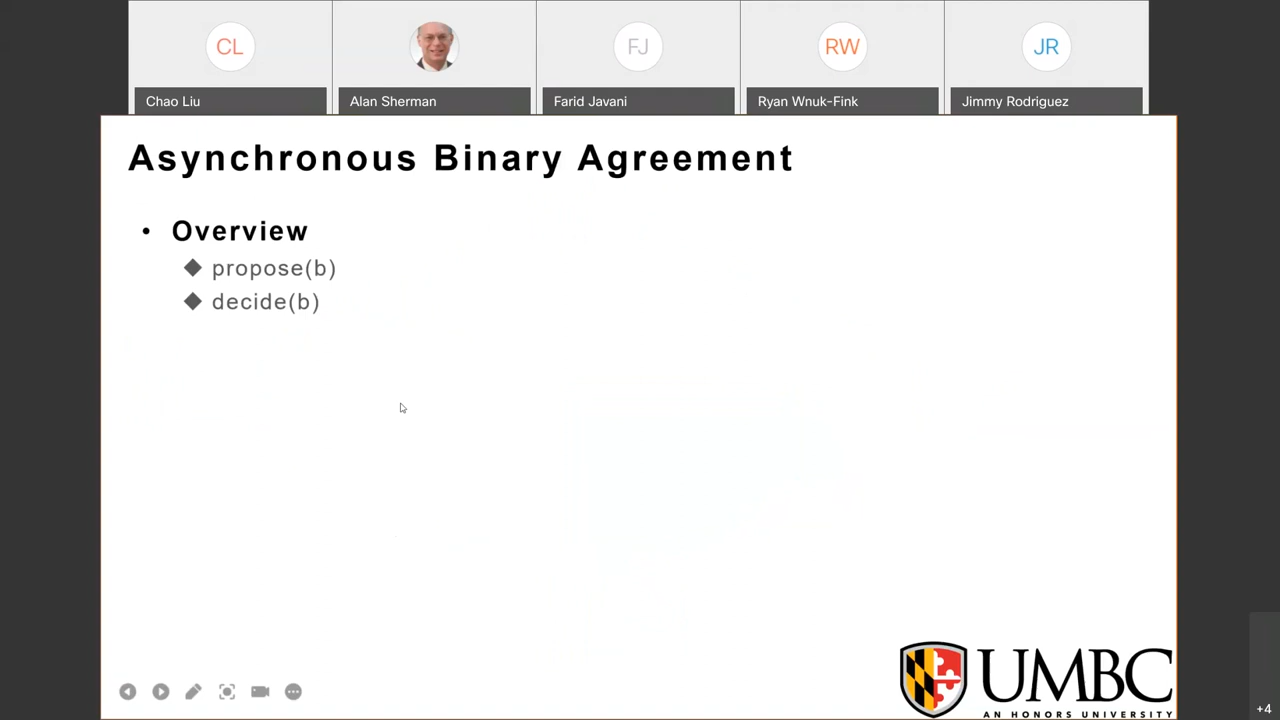 CL
FJ
RW
JR
Chao Liu
Alan Sherman
Farid Javani
Ryan Wnuk-Fink
Jimmy Rodriguez
Asynchronous Binary Agreement
• Overview
◆ propose(b)
◆ decide(b)
UMBC
AN HONORS UNIVERSITY
+4